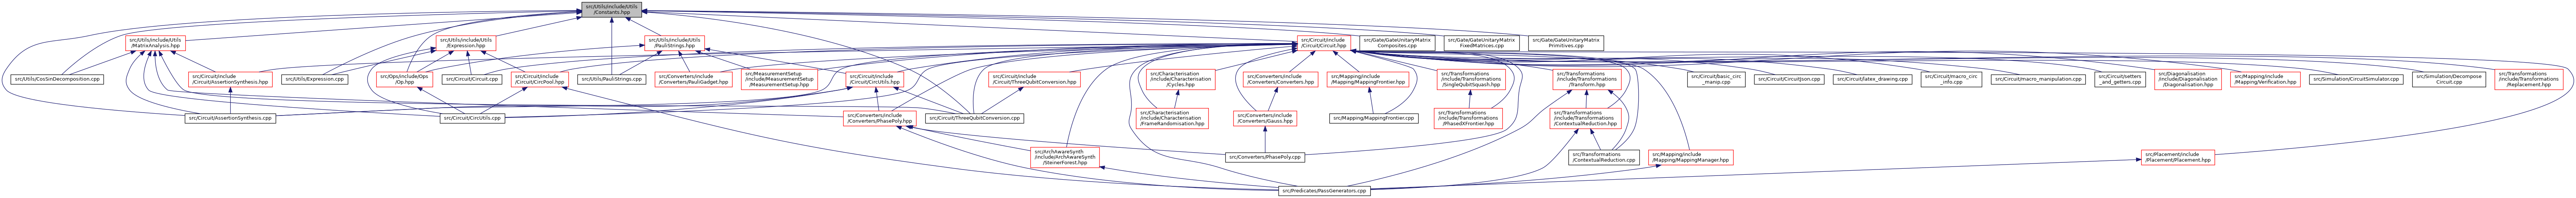 src/Utils/include/Utils
/Constants.hpp
src/Utils/include/Utils
/MatrixAnalysis.hpp
src/Utils/include/Utils
/Expression.hpp
src/Utils/include/Utils
/PauliStrings.hpp
src/Circuit/include
/Circuit/Circuit.hpp
src/Gate/GateUnitaryMatrix
Composites.cpp
src/Gate/GateUnitaryMatrix
FixedMatrices.cpp
src/Gate/GateUnitaryMatrix
Primitives.cpp
src/Utils/CosSinDecomposition.cpp
src/Circuit/include
/Circuit/AssertionSynthesis.hpp
src/Utils/Expression.cpp
src/Ops/include/Ops
/Op.hpp
src/Circuit/Circuit.cpp
src/Circuit/include
/Circuit/CircPool.hpp
src/Utils/PauliStrings.cpp
src/Converters/include
/Converters/PauliGadget.hpp
src/MeasurementSetup
/include/MeasurementSetup
/MeasurementSetup.hpp
src/Circuit/include
/Circuit/CircUtils.hpp
src/Circuit/include
/Circuit/ThreeQubitConversion.hpp
src/Characterisation
/include/Characterisation
/Cycles.hpp
src/Converters/include
/Converters/Converters.hpp
src/Mapping/include
/Mapping/MappingFrontier.hpp
src/Transformations
/include/Transformations
/SingleQubitSquash.hpp
src/Transformations
/include/Transformations
/Transform.hpp
src/Circuit/basic_circ
_manip.cpp
src/Circuit/CircuitJson.cpp
src/Circuit/latex_drawing.cpp
src/Circuit/macro_circ
_info.cpp
src/Circuit/macro_manipulation.cpp
src/Circuit/setters
_and_getters.cpp
src/Diagonalisation
/include/Diagonalisation
/Diagonalisation.hpp
src/Mapping/include
/Mapping/Verification.hpp
src/Simulation/CircuitSimulator.cpp
src/Simulation/Decompose
Circuit.cpp
src/Transformations
/include/Transformations
/Replacement.hpp
src/Circuit/AssertionSynthesis.cpp
src/Circuit/CircUtils.cpp
src/Converters/include
/Converters/PhasePoly.hpp
src/Circuit/ThreeQubitConversion.cpp
src/Characterisation
/include/Characterisation
/FrameRandomisation.hpp
src/Converters/include
/Converters/Gauss.hpp
src/Mapping/MappingFrontier.cpp
src/Transformations
/include/Transformations
/PhasedXFrontier.hpp
src/Transformations
/include/Transformations
/ContextualReduction.hpp
src/ArchAwareSynth
/include/ArchAwareSynth
/SteinerForest.hpp
src/Converters/PhasePoly.cpp
src/Transformations
/ContextualReduction.cpp
src/Mapping/include
/Mapping/MappingManager.hpp
src/Placement/include
/Placement/Placement.hpp
src/Predicates/PassGenerators.cpp